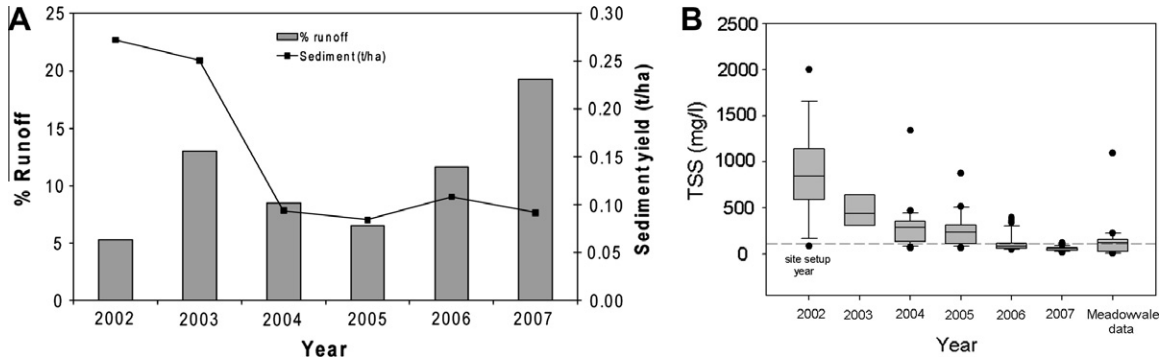 A
25
20
15
10
5
0
% Runoff
% runoff
Sediment (t/ha)
0.30
0.25
0.20
0.15
0.10
0.05
0.00
Sediment yield (t/ha)
2002 2003 2004 2005 2006 2007
Year
B
2500
2000
1500
1000
500
0
TSS (mg/l)
site setup
year
2002 2003 2004 2005 2006 2007 Meadowvale
data
Year